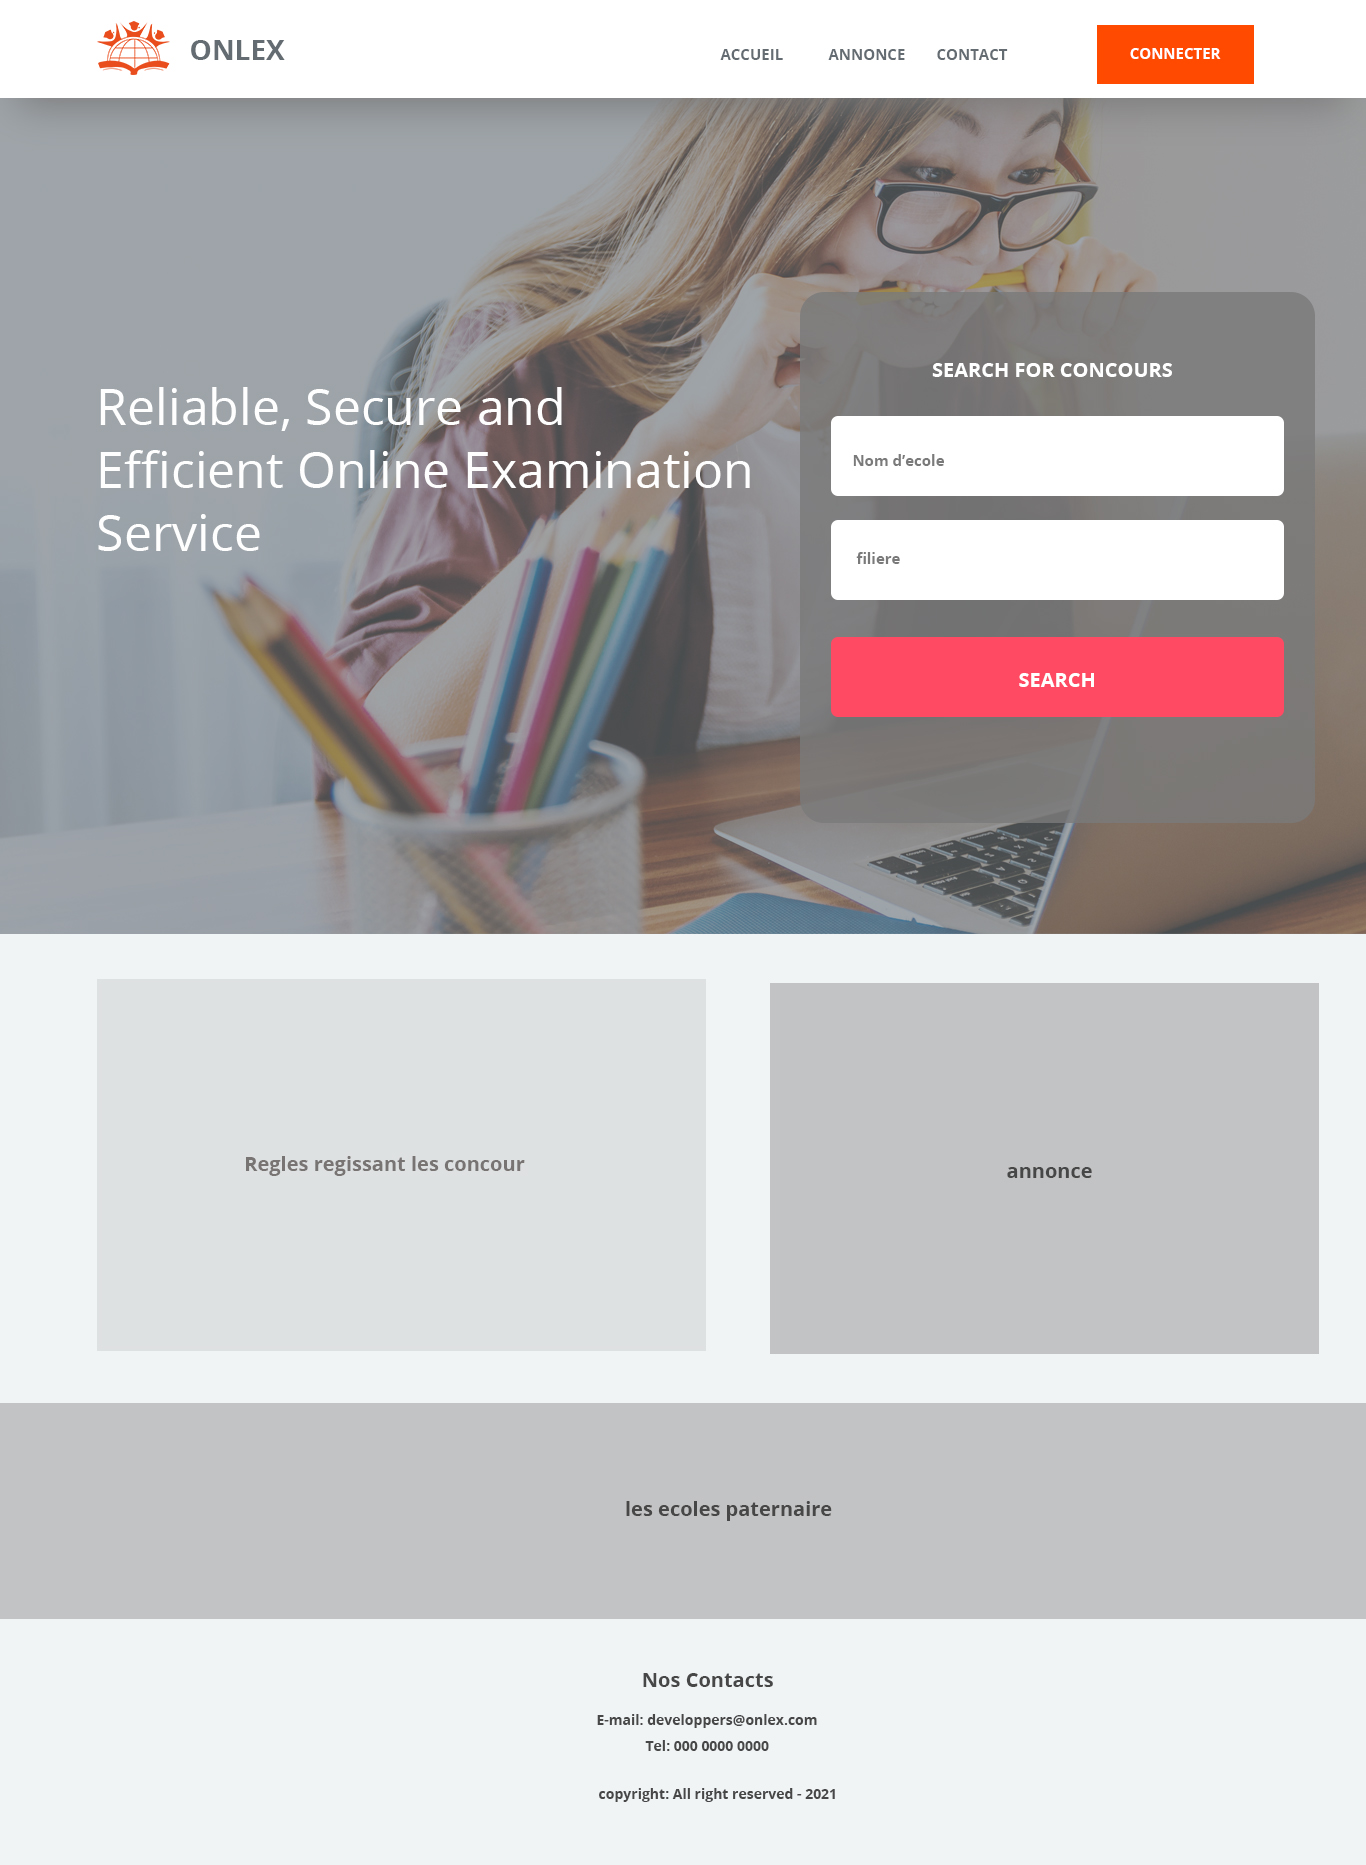 ONLEX
ACCUEIL
ANNONCE
CONTACT
CONNECTER
Reliable, Secure and
Efficient Online Examination
Service
SEARCH FOR CONCOURS
Nom d’ecole
filiere
SEARCH
Regles regissant les concour
annonce
les ecoles paternaire
Nos Contacts
E-mail: developpers@onlex.com
Tel: 000 0000 0000
copyright: All right reserved - 2021